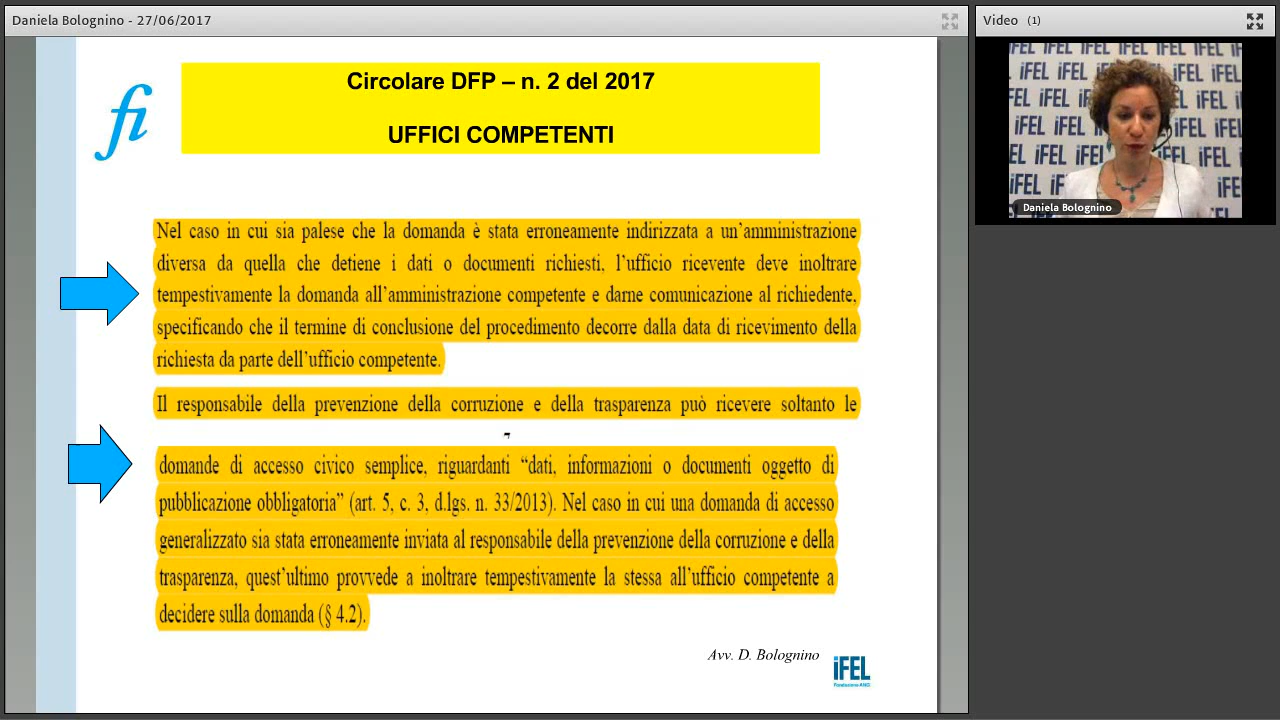 Daniela Bolognino - 27/06/2017
Video (1)
fi
Circolare DFP – n. 2 del 2017
UFFICI COMPETENTI
Nel caso in cui sia palese che la domanda è stata erroneamente indirizzata a un’amministrazione
diversa da quella che detiene i dati o documenti richiesti, l’ufficio ricevente deve inoltrare
tempestivamente la domanda all’amministrazione competente e darne comunicazione al richiedente,
specificando che il termine di conclusione del procedimento decorre dalla data di ricevimento della
richiesta da parte dell’ufficio competente.
Il responsabile della prevenzione della corruzione e della trasparenza può ricevere soltanto le
domande di accesso civico semplice, riguardanti “dati, informazioni o documenti oggetto di
pubblicazione obbligatoria” (art. 5, c. 3, d.lgs. n. 33/2013). Nel caso in cui una domanda di accesso
generalizzato sia stata erroneamente inviata al responsabile della prevenzione della corruzione e della
trasparenza, quest’ultimo provvede a inoltrare tempestivamente la stessa all’ufficio competente a
decidere sulla domanda (§ 4.2).
Avv. D. Bolognino
iFEL
Fondazione ANCI
iFEL iFEL iFEL iFEL
Daniela Bolognino